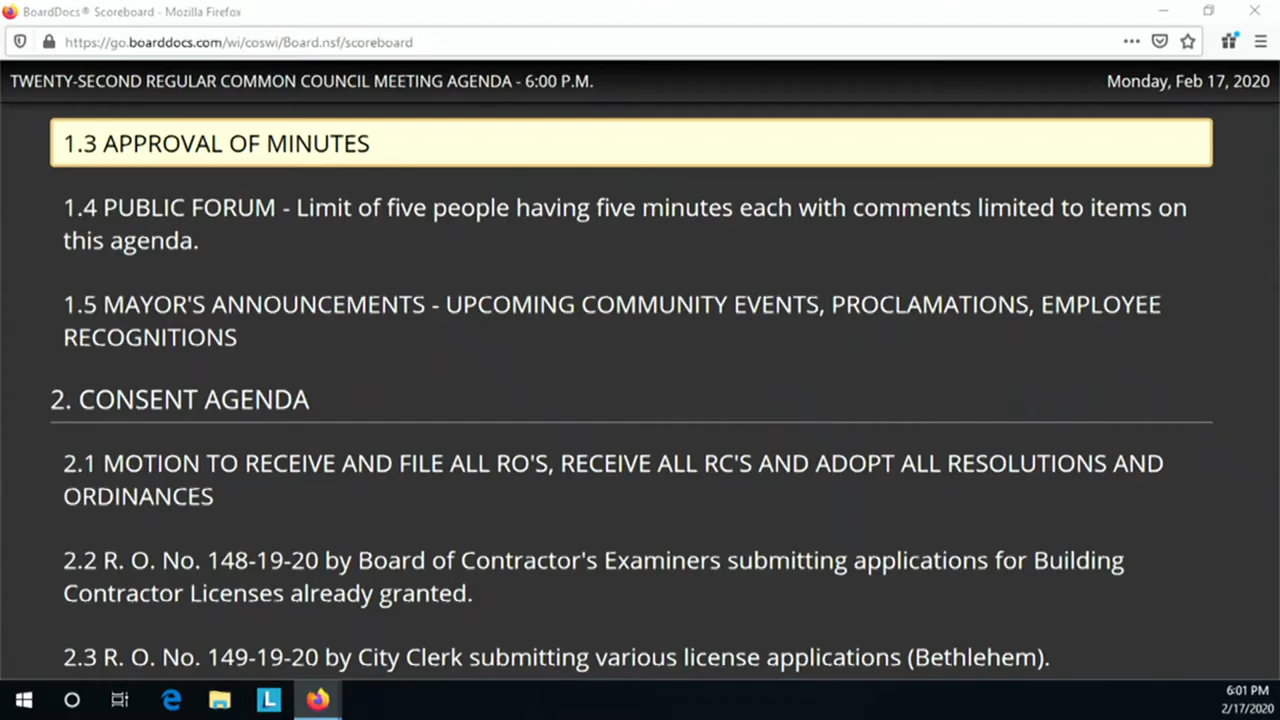 BoardDocs® Scoreboard - Mozilla Firefox
https://go.boarddocs.com/wi/coswi/Board.nsf/scoreboard
TWENTY-SECOND REGULAR COMMON COUNCIL MEETING AGENDA - 6:00 P.M. Monday, Feb 17, 2020
1.3 APPROVAL OF MINUTES
1.4 PUBLIC FORUM - Limit of five people having five minutes each with comments limited to items on
this agenda.
1.5 MAYOR'S ANNOUNCEMENTS - UPCOMING COMMUNITY EVENTS, PROCLAMATIONS, EMPLOYEE
RECOGNITIONS
2. CONSENT AGENDA
2.1 MOTION TO RECEIVE AND FILE ALL RO'S, RECEIVE ALL RC'S AND ADOPT ALL RESOLUTIONS AND
ORDINANCES
2.2 R. O. No. 148-19-20 by Board of Contractor's Examiners submitting applications for Building
Contractor Licenses already granted.
2.3 R. O. No. 149-19-20 by City Clerk submitting various license applications (Bethlehem).
L
6:01 PM
2/17/2020